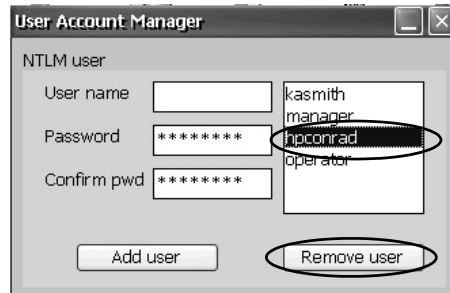 User Account Manager
NTLM user
User name
Password ********
Confirm pwd ********
kasmith
manager
hpconrad
operator
Add user
Remove user